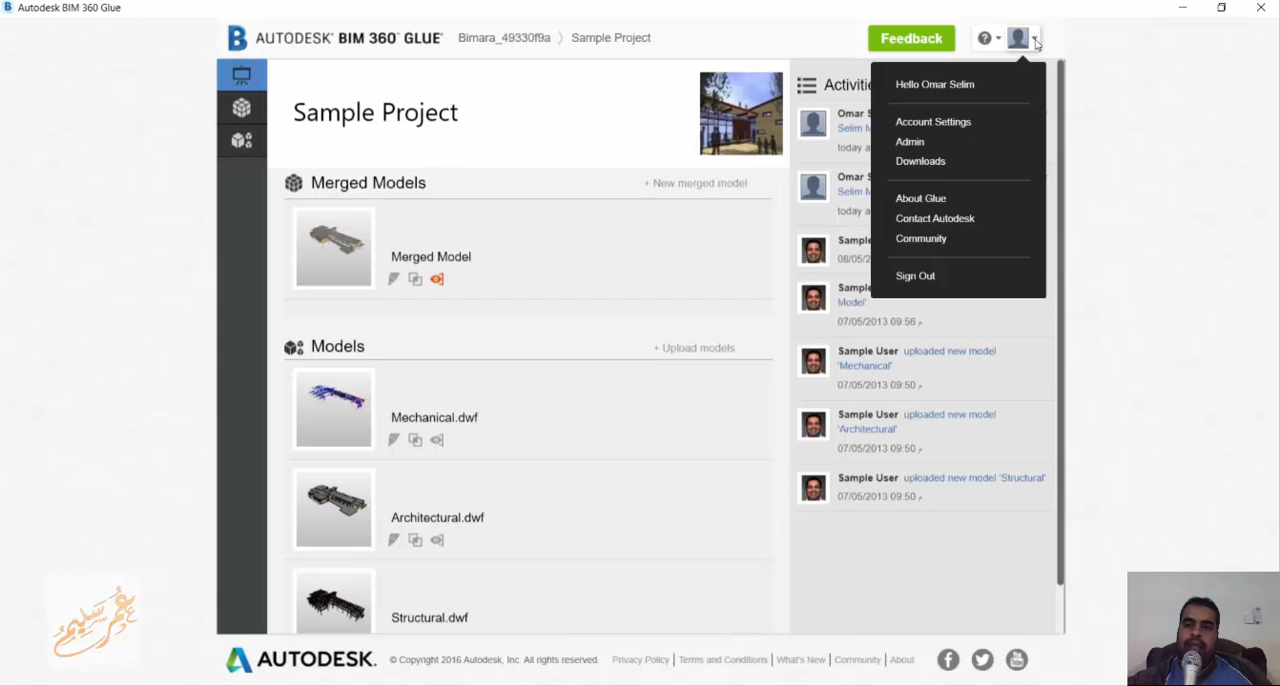 Autodesk BIM 360 Glue
AUTODESK® BIM 360™ GLUE® Bimara_49330f9a 〉 Sample Project
Feedback
Hello Omar Selim
Account Settings
Admin
Downloads
About Glue
Contact Autodesk
Community
Sign Out
Sample Project
Merged Models
+ New merged model
Merged Model
Models
+ Upload models
Mechanical.dwf
Architectural.dwf
Structural.dwf
Activitie
Omar S
Selim M
today a
Omar S
Selim M
today a
Sample
08/05/2
Sample
Model'
07/05/2013 09:56 م
Sample User uploaded new model
'Mechanical'
07/05/2013 09:50 م
Sample User uploaded new model
'Architectural'
07/05/2013 09:50 م
Sample User uploaded new model 'Structural'
07/05/2013 09:50 م
عمر سليم
AUTODESK. © Copyright 2016 Autodesk, Inc. All rights reserved. Privacy Policy | Terms and Conditions | What's New | Community | About